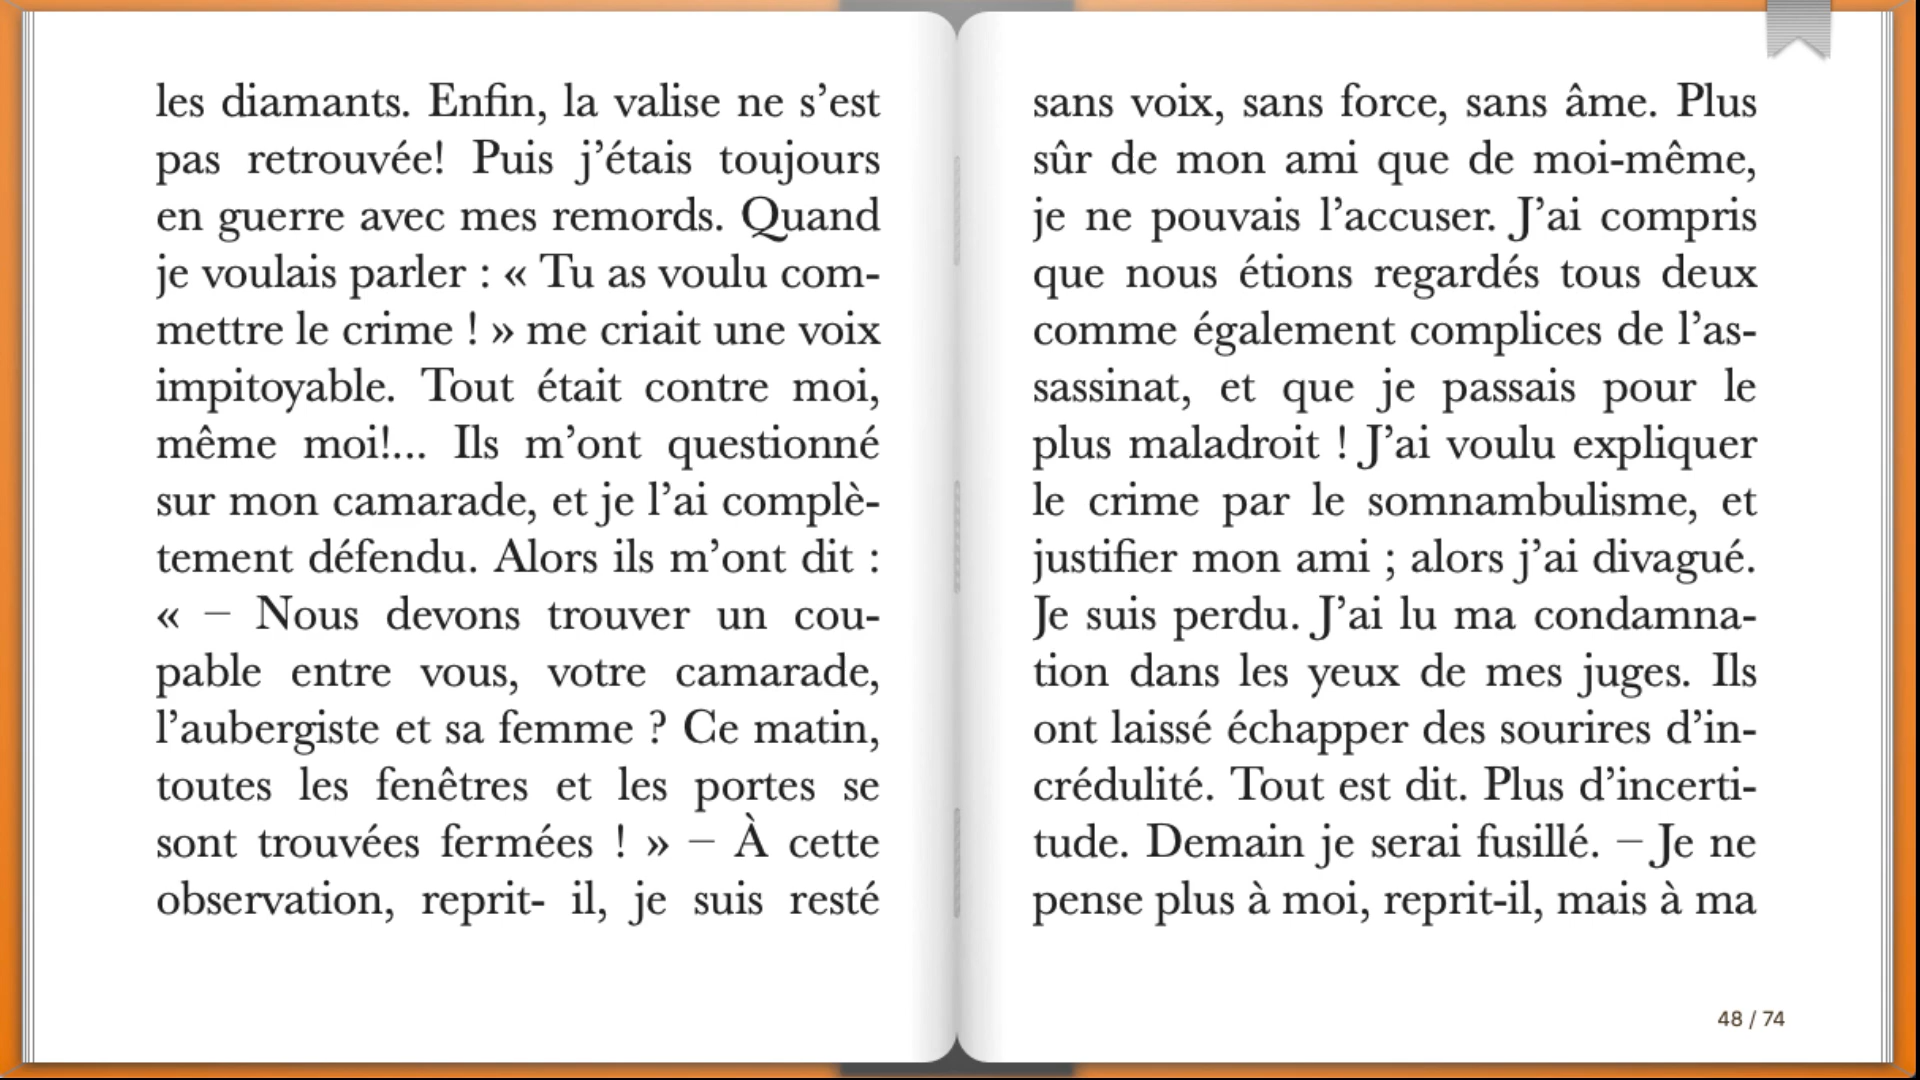 les diamants. Enfin, la valise ne s’est
pas retrouvée! Puis j’étais toujours
en guerre avec mes remords. Quand
je voulais parler : « Tu as voulu com-
mettre le crime ! » me criait une voix
impitoyable. Tout était contre moi,
même moi!... Ils m’ont questionné
sur mon camarade, et je l’ai complè-
tement défendu. Alors ils m’ont dit :
« – Nous devons trouver un cou-
pable entre vous, votre camarade,
l’aubergiste et sa femme ? Ce matin,
toutes les fenêtres et les portes se
sont trouvées fermées ! » – À cette
observation, reprit- il, je suis resté
sans voix, sans force, sans âme. Plus
sûr de mon ami que de moi-même,
je ne pouvais l’accuser. J’ai compris
que nous étions regardés tous deux
comme également complices de l’as-
sassinat, et que je passais pour le
plus maladroit ! J’ai voulu expliquer
le crime par le somnambulisme, et
justifier mon ami ; alors j’ai divagué.
Je suis perdu. J’ai lu ma condamna-
tion dans les yeux de mes juges. Ils
ont laissé échapper des sourires d’in-
crédulité. Tout est dit. Plus d’incerti-
tude. Demain je serai fusillé. – Je ne
pense plus à moi, reprit-il, mais à ma
48 / 74